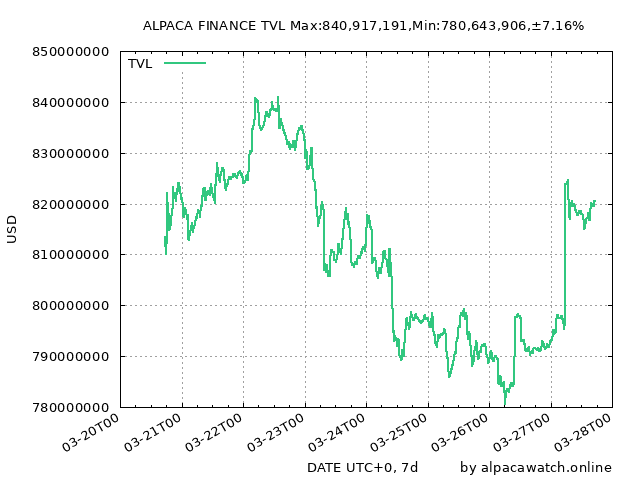 ALPACA FINANCE TVL Max:840,917,191,Min:780,643,906,±7.16%
850000000
TVL
840000000
830000000
820000000
USD
810000000
800000000
790000000
780000000
03-20T00
03-21T00
03-22T00
03-23T00
03-24T00
03-25T00
03-26T00
03-27T00
03-28T00
DATE UTC+0, 7d
by alpacawatch.online